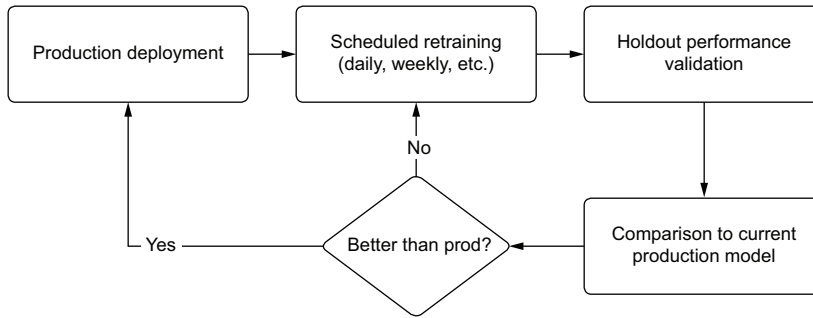 Production deployment
Scheduled retraining
(daily, weekly, etc.)
Holdout performance
validation
No
Yes
Better than prod?
Comparison to current
production model